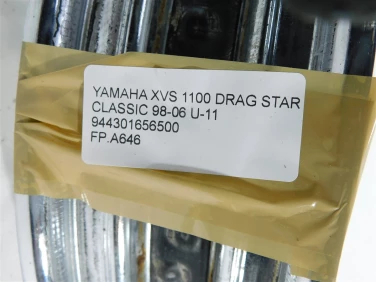 YAMAHA XVS 1100 DRAG STAR
CLASSIC 98-06 U-11
944301656500
FP.A646